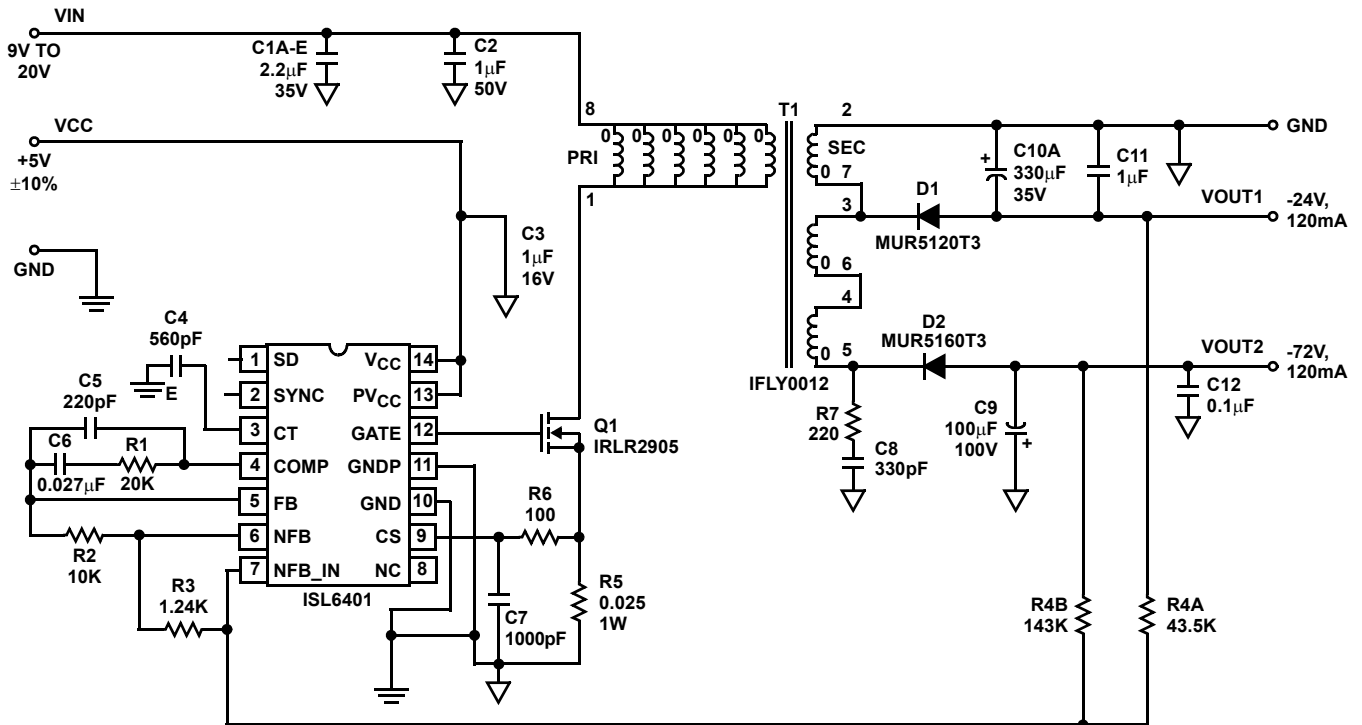 VIN
9V TO
20V
C1A-E
2.2µF
35V
C2
1µF
50V
VCC
+5V
±10%
GND
C3
1µF
16V
8
0 0 0 0 0 0
PRI
1
T1
2
SEC
0 7
3
0 6
4
0 5
IFLY0012
D1
MUR5120T3
+
C10A
330µF
35V
C11
1µF
GND
VOUT1
-24V,
120mA
D2
MUR5160T3
VOUT2
-72V,
120mA
R7
220
C8
330pF
C9
100µF
100V
+
C12
0.1µF
C4
560pF
E
C5
220pF
C6
0.027µF
R1
20K
R2
10K
R3
1.24K
1 SD
2 SYNC
3 CT
4 COMP
5 FB
6 NFB
7 NFB_IN
VCC 14
PVCC 13
GATE 12
GNDP 11
GND 10
CS 9
NC 8
ISL6401
Q1
IRLR2905
R6
100
C7
1000pF
R5
0.025
1W
R4B
143K
R4A
43.5K